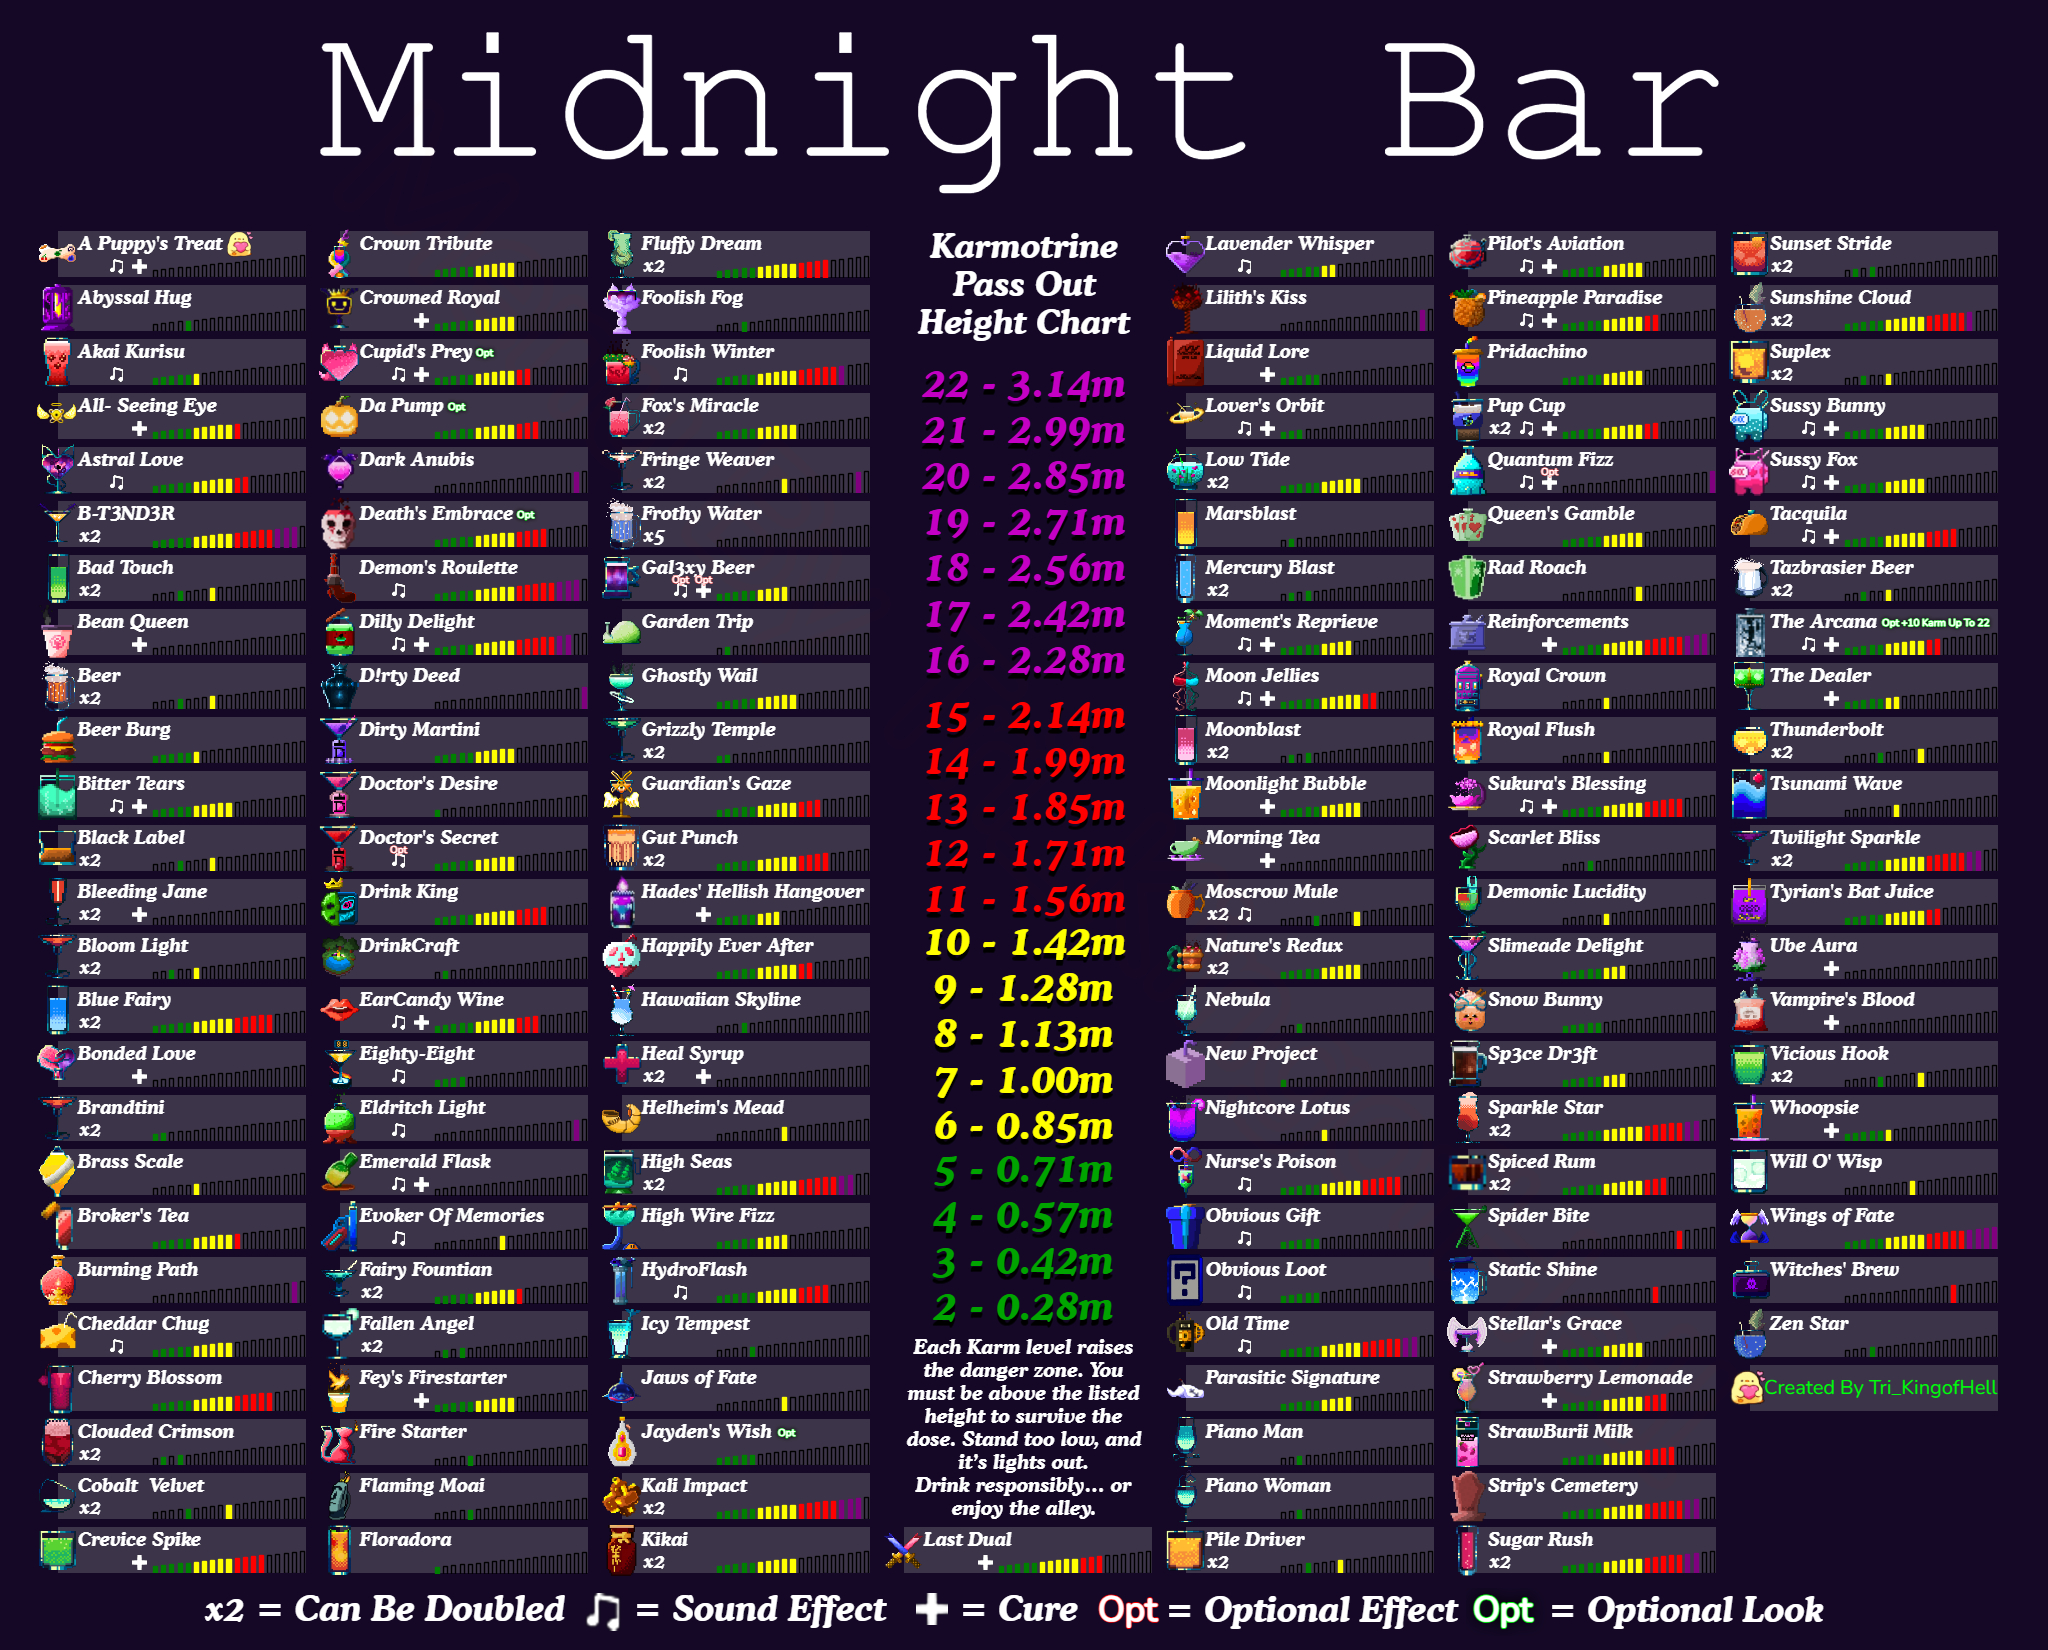 Midnight Bar
A Puppy's Treat
Abyssal Hug
Akai Kurisu
All- Seeing Eye
Astral Love
B-T3ND3R
x2
Bad Touch
x2
Bean Queen
Beer
x2
Beer Burg
Bitter Tears
Black Label
x2
Bleeding Jane
x2
Bloom Light
x2
Blue Fairy
x2
Bonded Love
Brandtini
x2
Brass Scale
Broker's Tea
Burning Path
Cheddar Chug
Cherry Blossom
Clouded Crimson
x2
Cobalt Velvet
x2
Crevice Spike
Crown Tribute
Crowned Royal
Cupid's Prey Opt
Da Pump Opt
Dark Anubis
Death's Embrace Opt
Demon's Roulette
Dilly Delight
D!rty Deed
Dirty Martini
Doctor's Desire
Doctor's Secret
Opt
Drink King
DrinkCraft
EarCandy Wine
Eighty-Eight
Eldritch Light
Emerald Flask
Evoker Of Memories
Fairy Fountian
x2
Fallen Angel
x2
Fey's Firestarter
Fire Starter
Flaming Moai
Floradora
Fluffy Dream
x2
Foolish Fog
Foolish Winter
Fox's Miracle
x2
Fringe Weaver
x2
Frothy Water
x5
Gal3xy Beer
Opt Opt
Garden Trip
Ghostly Wail
Grizzly Temple
x2
Guardian's Gaze
Gut Punch
x2
Hades' Hellish Hangover
Happily Ever After
Hawaiian Skyline
Heal Syrup
x2
Helheim's Mead
High Seas
x2
High Wire Fizz
HydroFlash
Icy Tempest
Jaws of Fate
Jayden's Wish Opt
Kali Impact
x2
Kikai
x2
Karmotrine
Pass Out
Height Chart
22 - 3.14m
21 - 2.99m
20 - 2.85m
19 - 2.71m
18 - 2.56m
17 - 2.42m
16 - 2.28m
15 - 2.14m
14 - 1.99m
13 - 1.85m
12 - 1.71m
11 - 1.56m
10 - 1.42m
9 - 1.28m
8 - 1.13m
7 - 1.00m
6 - 0.85m
5 - 0.71m
4 - 0.57m
3 - 0.42m
2 - 0.28m
Each Karm level raises
the danger zone. You
must be above the listed
height to survive the
dose. Stand too low, and
it's lights out.
Drink responsibly... or
enjoy the alley.
Last Dual
Lavender Whisper
Lilith's Kiss
Liquid Lore
Lover's Orbit
Low Tide
x2
Marsblast
Mercury Blast
x2
Moment's Reprieve
Moon Jellies
Moonblast
x2
Moonlight Bubble
Morning Tea
Moscrow Mule
x2
Nature's Redux
x2
Nebula
New Project
Nightcore Lotus
Nurse's Poison
Obvious Gift
Obvious Loot
Old Time
Parasitic Signature
Piano Man
Piano Woman
Pile Driver
x2
Pilot's Aviation
Pineapple Paradise
Pridachino
Pup Cup
x2
Quantum Fizz
Opt
Queen's Gamble
Rad Roach
Reinforcements
Royal Crown
Royal Flush
Sukura's Blessing
Scarlet Bliss
Demonic Lucidity
Slimeade Delight
Snow Bunny
Sp3ce Dr3ft
Sparkle Star
x2
Spiced Rum
x2
Spider Bite
Static Shine
Stellar's Grace
Strawberry Lemonade
StrawBurii Milk
Strip's Cemetery
Sugar Rush
x2
Sunset Stride
x2
Sunshine Cloud
x2
Suplex
x2
Sussy Bunny
Sussy Fox
Tacquila
Tazbrasier Beer
x2
The Arcana Opt +10 Karm Up To 22
The Dealer
Thunderbolt
x2
Tsunami Wave
Twilight Sparkle
x2
Tyrian's Bat Juice
Ube Aura
Vampire's Blood
Vicious Hook
x2
Whoopsie
Will O' Wisp
Wings of Fate
Witches' Brew
Zen Star
Created By Tri_KingofHell
x2 = Can Be Doubled = Sound Effect = Cure Opt = Optional Effect Opt = Optional Look